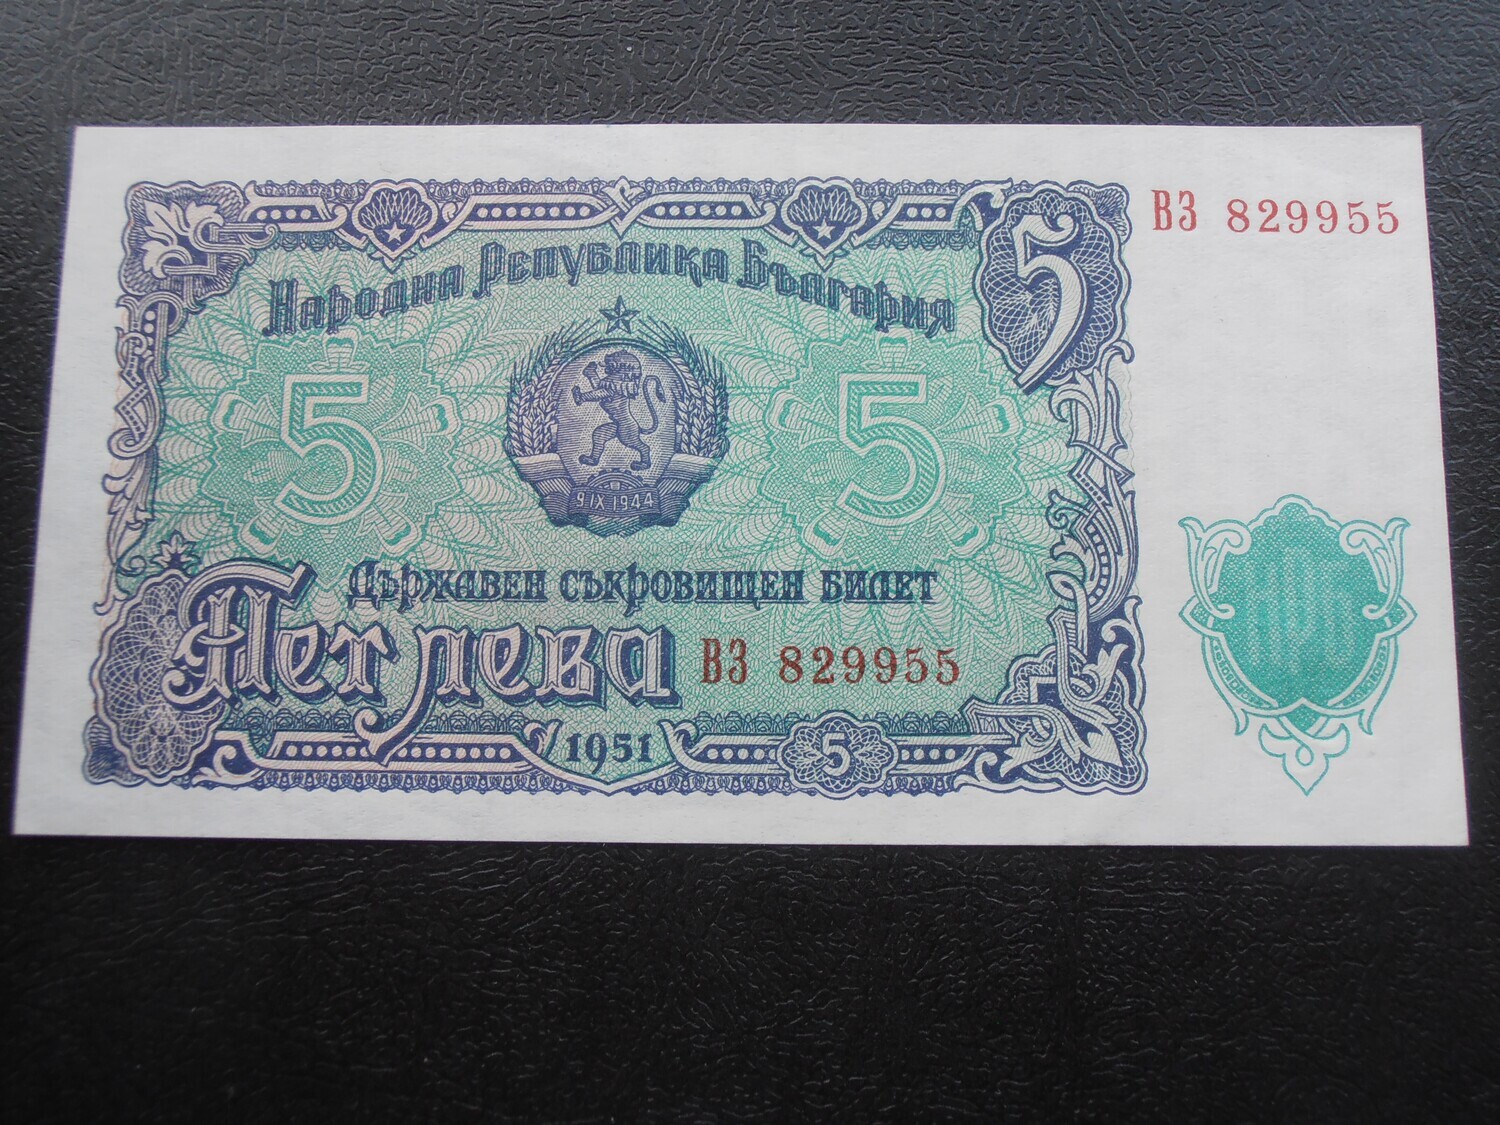 ВЗ 829955
5
Народна Република България
5
5
9.IX.1944
Държавен съкровищен билет
Пет лева
ВЗ 829955
1951
5
НРБ